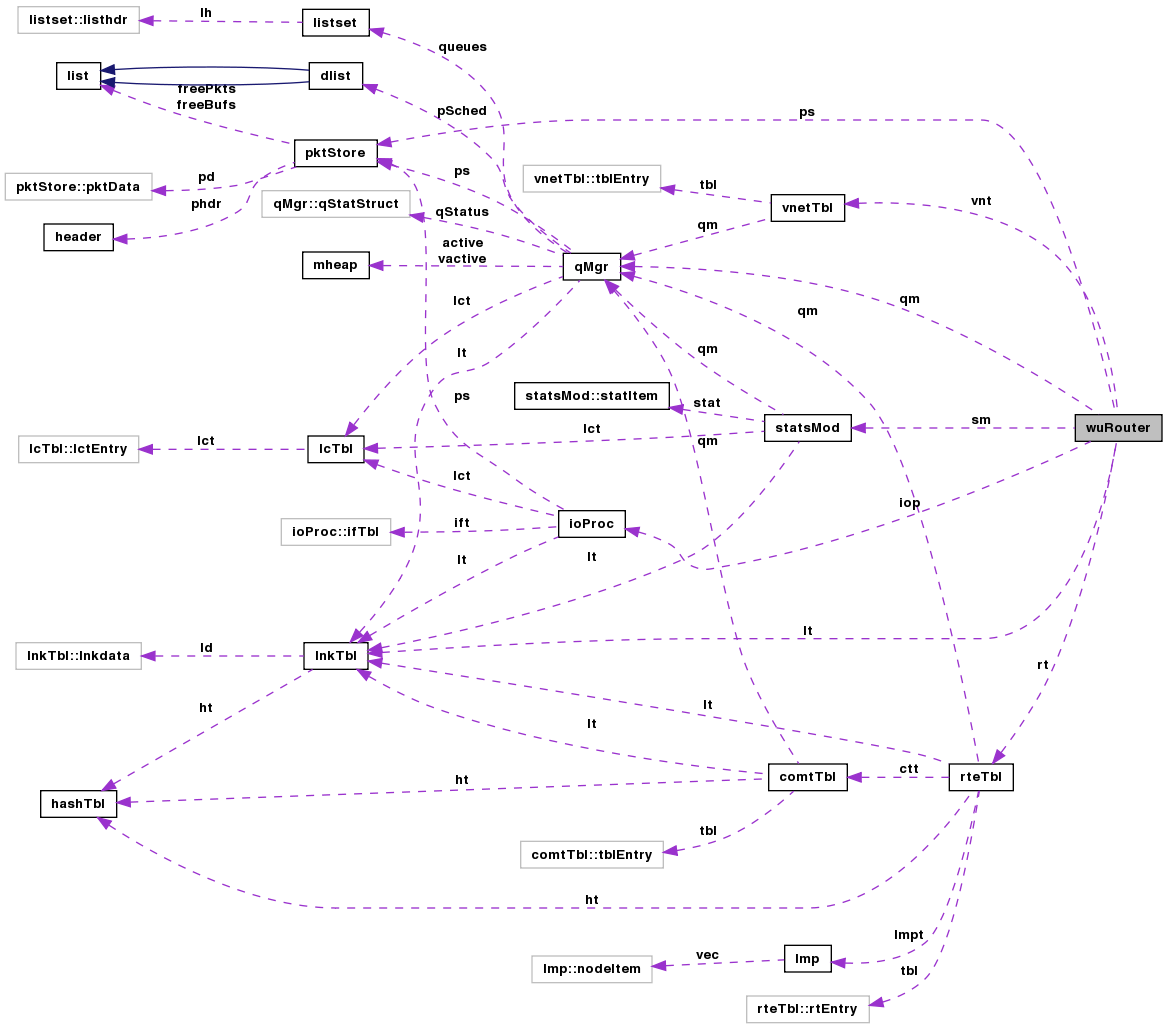 listset::listhdr
lh
listset
queues
list
dlist
freePkts
freeBufs
pSched
ps
pktStore
pktStore::pktData
pd
phdr
ps
vnetTbl::tblEntry
tbl
vnetTbl
vnt
qMgr::qStatStruct
qStatus
header
qm
active
vactive
mheap
qMgr
lct
qm
qm
lt
qm
statsMod::statItem
stat
ps
lct
qm
statsMod
sm
wuRouter
lcTbl::lctEntry
lct
lcTbl
lct
iop
ioProc::ifTbl
ift
ioProc
lt
lt
lnkTbl::lnkdata
ld
lnkTbl
lt
rt
ht
lt
lt
hashTbl
ht
comtTbl
ctt
rteTbl
tbl
comtTbl::tblEntry
ht
lmpt
lmp::nodeItem
vec
lmp
tbl
rteTbl::rtEntry